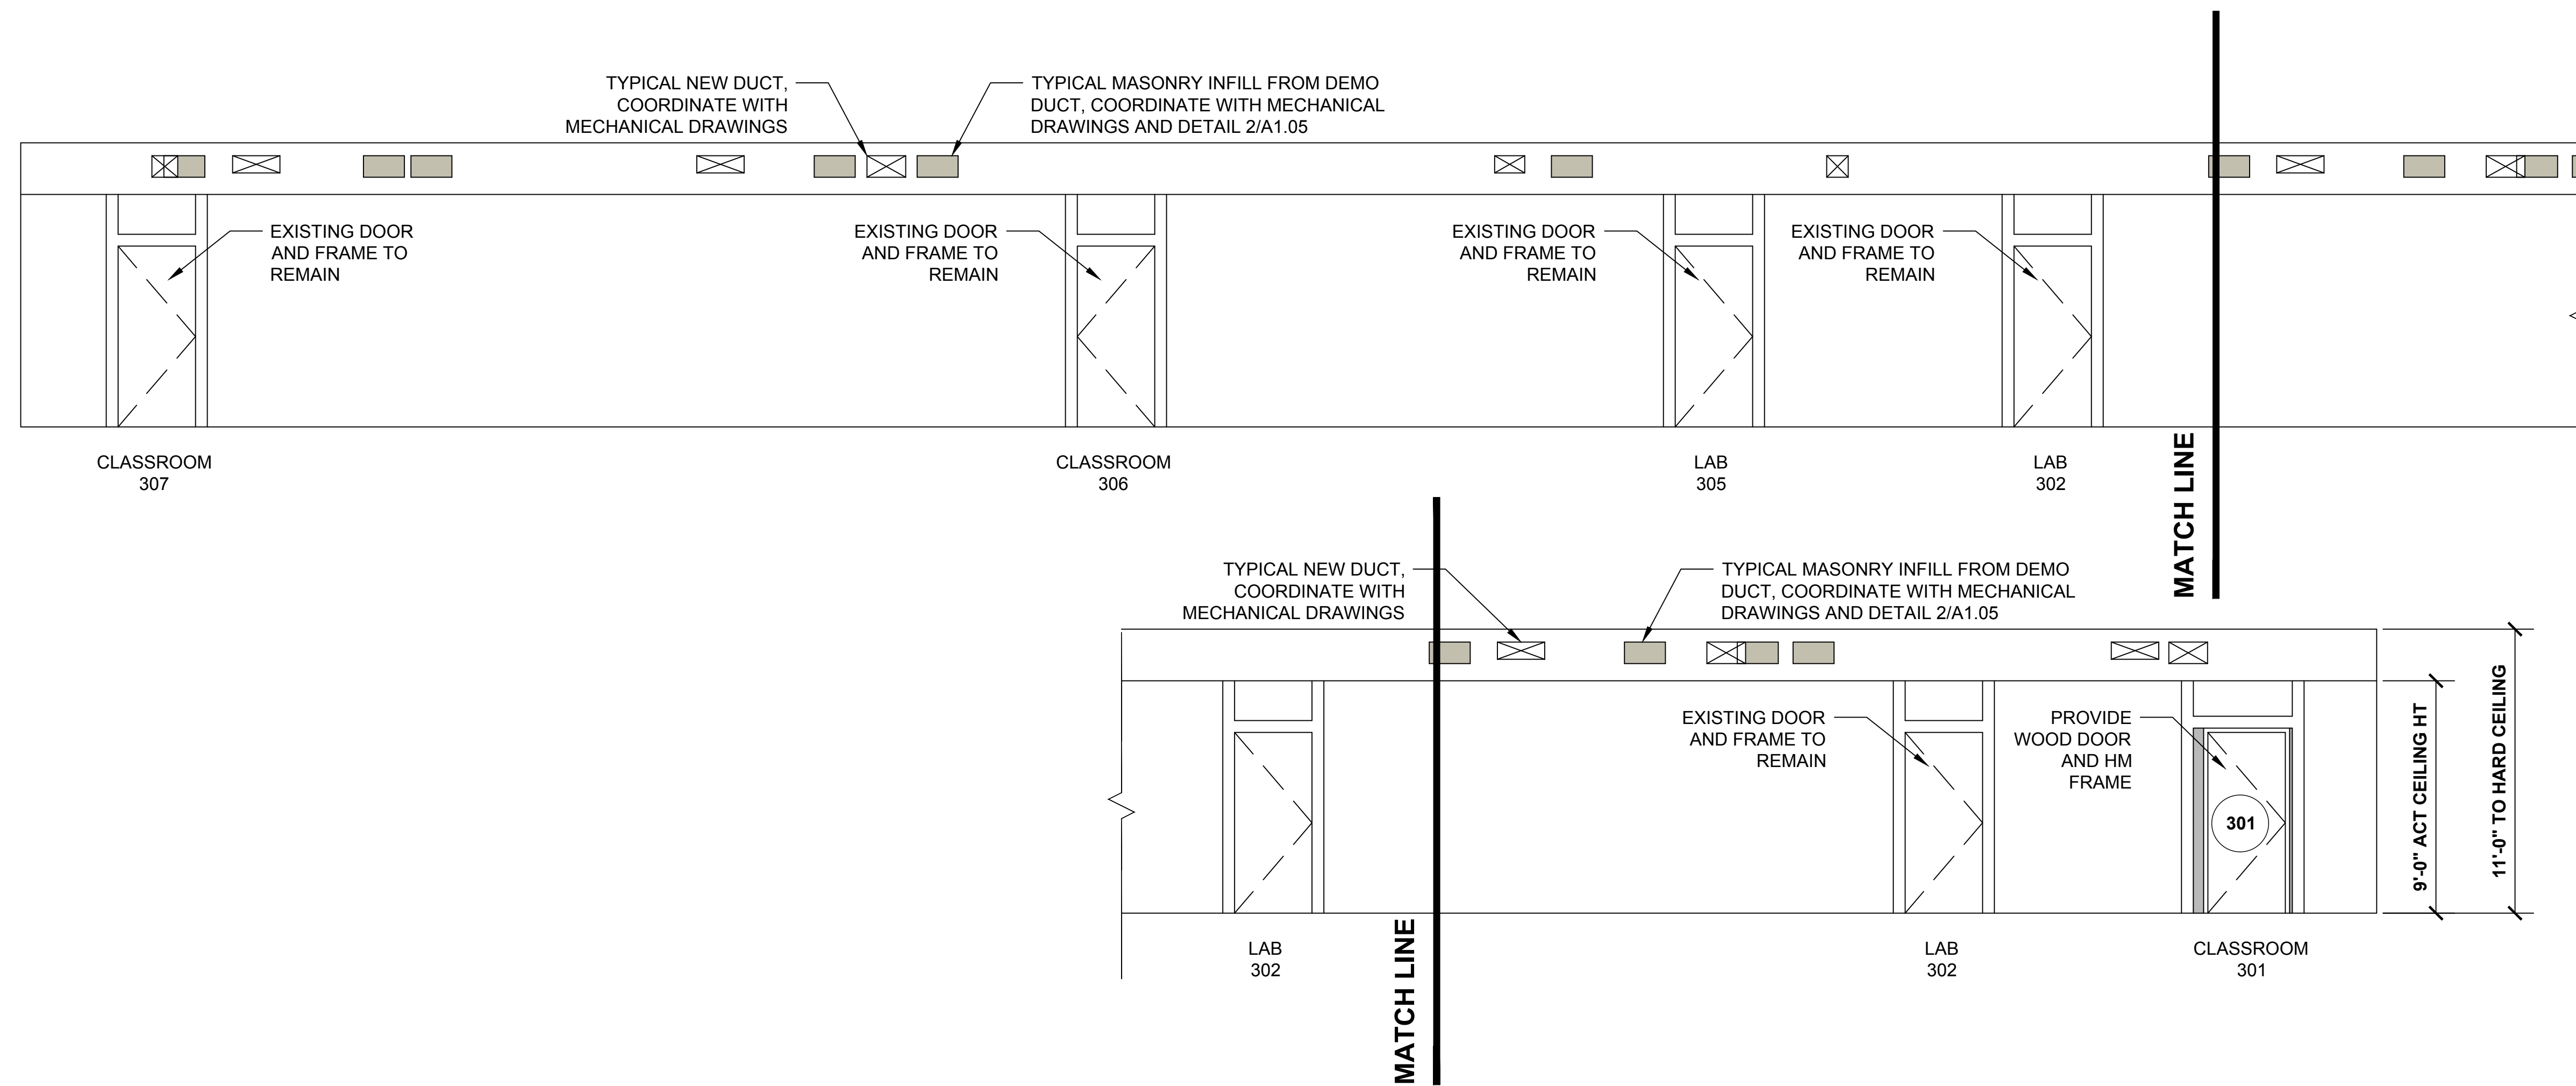 TYPICAL NEW DUCT,
COORDINATE WITH
MECHANICAL DRAWINGS
TYPICAL MASONRY INFILL FROM DEMO
DUCT, COORDINATE WITH MECHANICAL
DRAWINGS AND DETAIL 2/A1.05
EXISTING DOOR
AND FRAME TO
REMAIN
EXISTING DOOR
AND FRAME TO
REMAIN
EXISTING DOOR
AND FRAME TO
REMAIN
EXISTING DOOR
AND FRAME TO
REMAIN
CLASSROOM
307
CLASSROOM
306
LAB
305
LAB
302
MATCH LINE
TYPICAL NEW DUCT,
COORDINATE WITH
MECHANICAL DRAWINGS
TYPICAL MASONRY INFILL FROM DEMO
DUCT, COORDINATE WITH MECHANICAL
DRAWINGS AND DETAIL 2/A1.05
EXISTING DOOR
AND FRAME TO
REMAIN
PROVIDE
WOOD DOOR
AND HM
FRAME
301
9'-0" ACT CEILING HT
11'-0" TO HARD CEILING
LAB
302
MATCH LINE
LAB
302
CLASSROOM
301